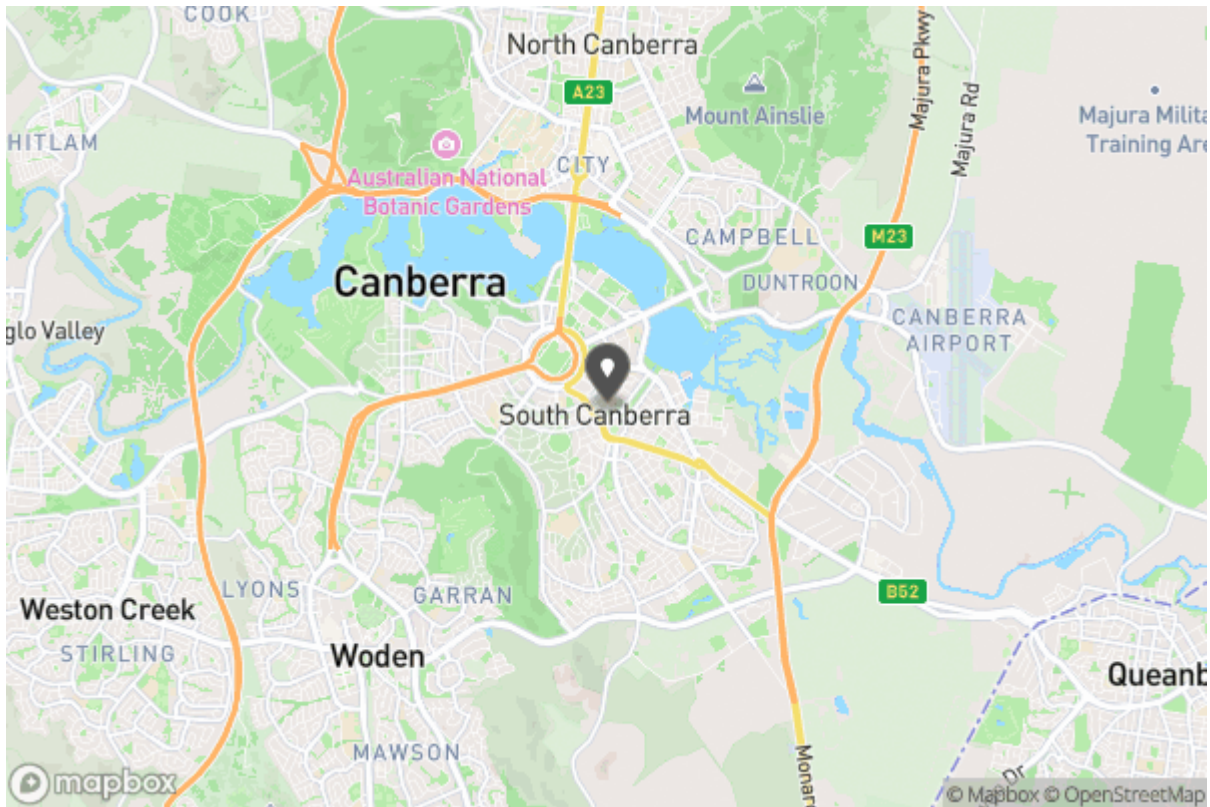 COOK
North Canberra
A23
Majura Pkwy
Majura Rd
Mount Ainslie
Majura Milita
Training Are
HITLAM
CITY
Australian National
Botanic Gardens
CAMPBELL
M23
DUNTROON
Canberra
CANBERRA
AIRPORT
glo Valley
South Canberra
LYONS
GARRAN
B52
Weston Creek
STIRLING
Woden
Queanb
MAWSON
Monar
Dr
mapbox
© Mapbox © OpenStreetMap